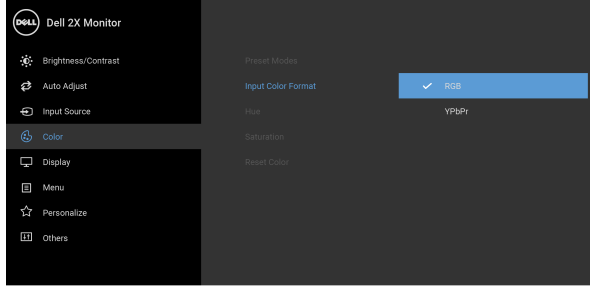 DELL Dell 2X Monitor
Brightness/Contrast
Auto Adjust
Input Source
Color
Display
Menu
Personalize
Others
Preset Modes
Input Color Format
Hue
Saturation
Reset Color
RGB
YPbPr